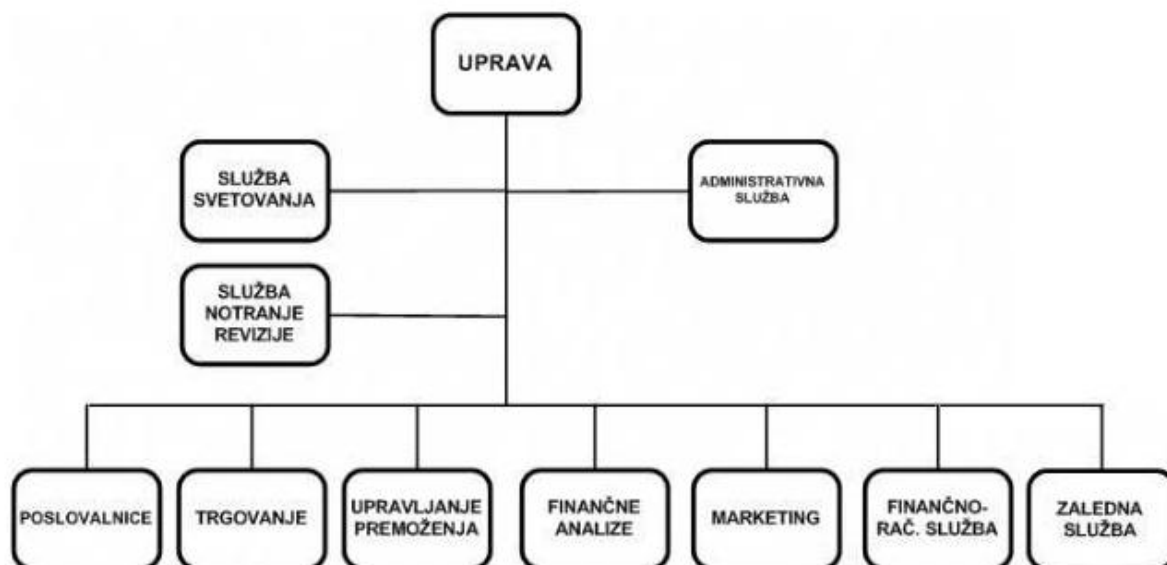 UPRAVA
SLUŽBA
SVETOVANJA
ADMINISTRATIVNA
SLUŽBA
SLUŽBA
NOTRANJE
REVIZIJE
POSLOVALNICE
TRGOVANJE
UPRAVLJANJE
PREMOŽENJA
FINANČNE
ANALIZE
MARKETING
FINANČNO-
RAČ. SLUŽBA
ZALEDNA
SLUŽBA